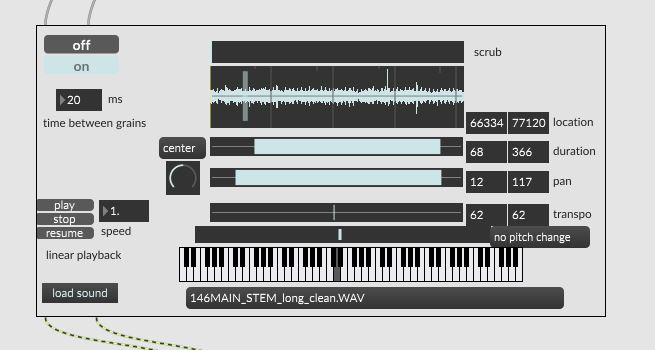 off
on
scrub
20 ms
time between grains
66334 77120 location
center
68 366 duration
12 117 pan
play
stop
resume
1.
speed
62 62 transpo
no pitch change
linear playback
load sound
146MAIN_STEM_long_clean.WAV